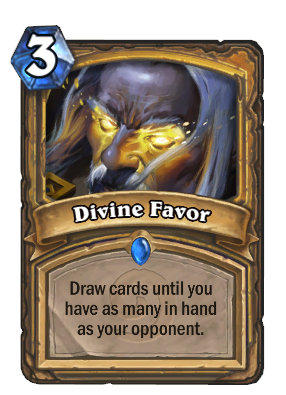 3
Divine Favor
Draw cards until you
have as many in hand
as your opponent.